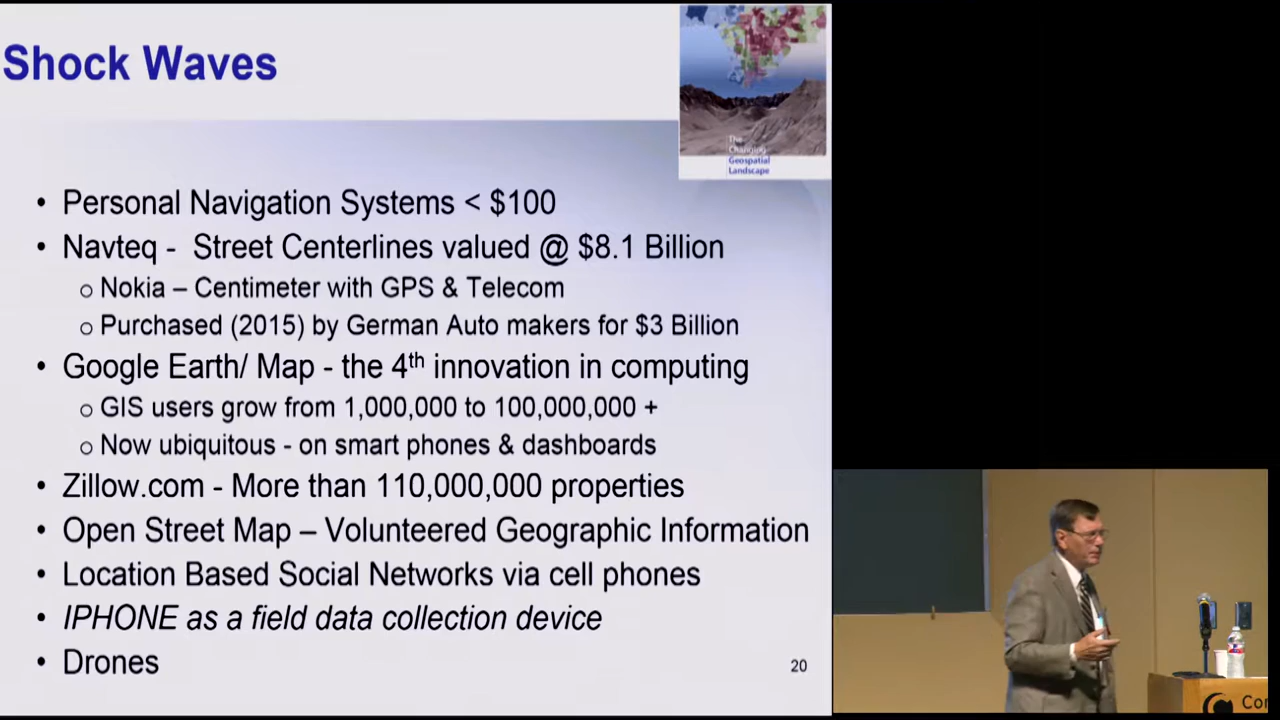 Shock Waves
The
Changing
Geospatial
Landscape
• Personal Navigation Systems < $100
• Navteq - Street Centerlines valued @ $8.1 Billion
o Nokia – Centimeter with GPS & Telecom
o Purchased (2015) by German Auto makers for $3 Billion
• Google Earth/ Map - the 4th innovation in computing
o GIS users grow from 1,000,000 to 100,000,000 +
o Now ubiquitous - on smart phones & dashboards
• Zillow.com - More than 110,000,000 properties
• Open Street Map – Volunteered Geographic Information
• Location Based Social Networks via cell phones
• IPHONE as a field data collection device
• Drones
20